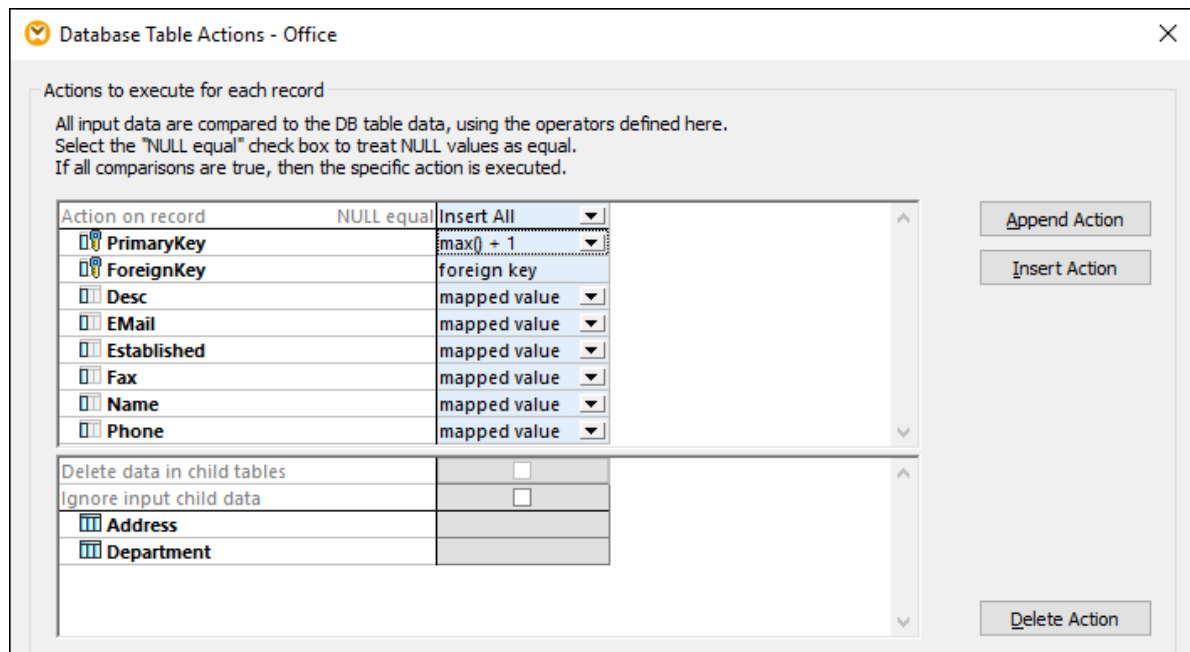 Database Table Actions - Office
Actions to execute for each record
All input data are compared to the DB table data, using the operators defined here.
Select the "NULL equal" check box to treat NULL values as equal.
If all comparisons are true, then the specific action is executed.
Action on record NULL equal Insert All
PrimaryKey max() + 1
ForeignKey foreign key
Desc mapped value
EMail mapped value
Established mapped value
Fax mapped value
Name mapped value
Phone mapped value
Append Action
Insert Action
Delete data in child tables
Ignore input child data
Address
Department
Delete Action